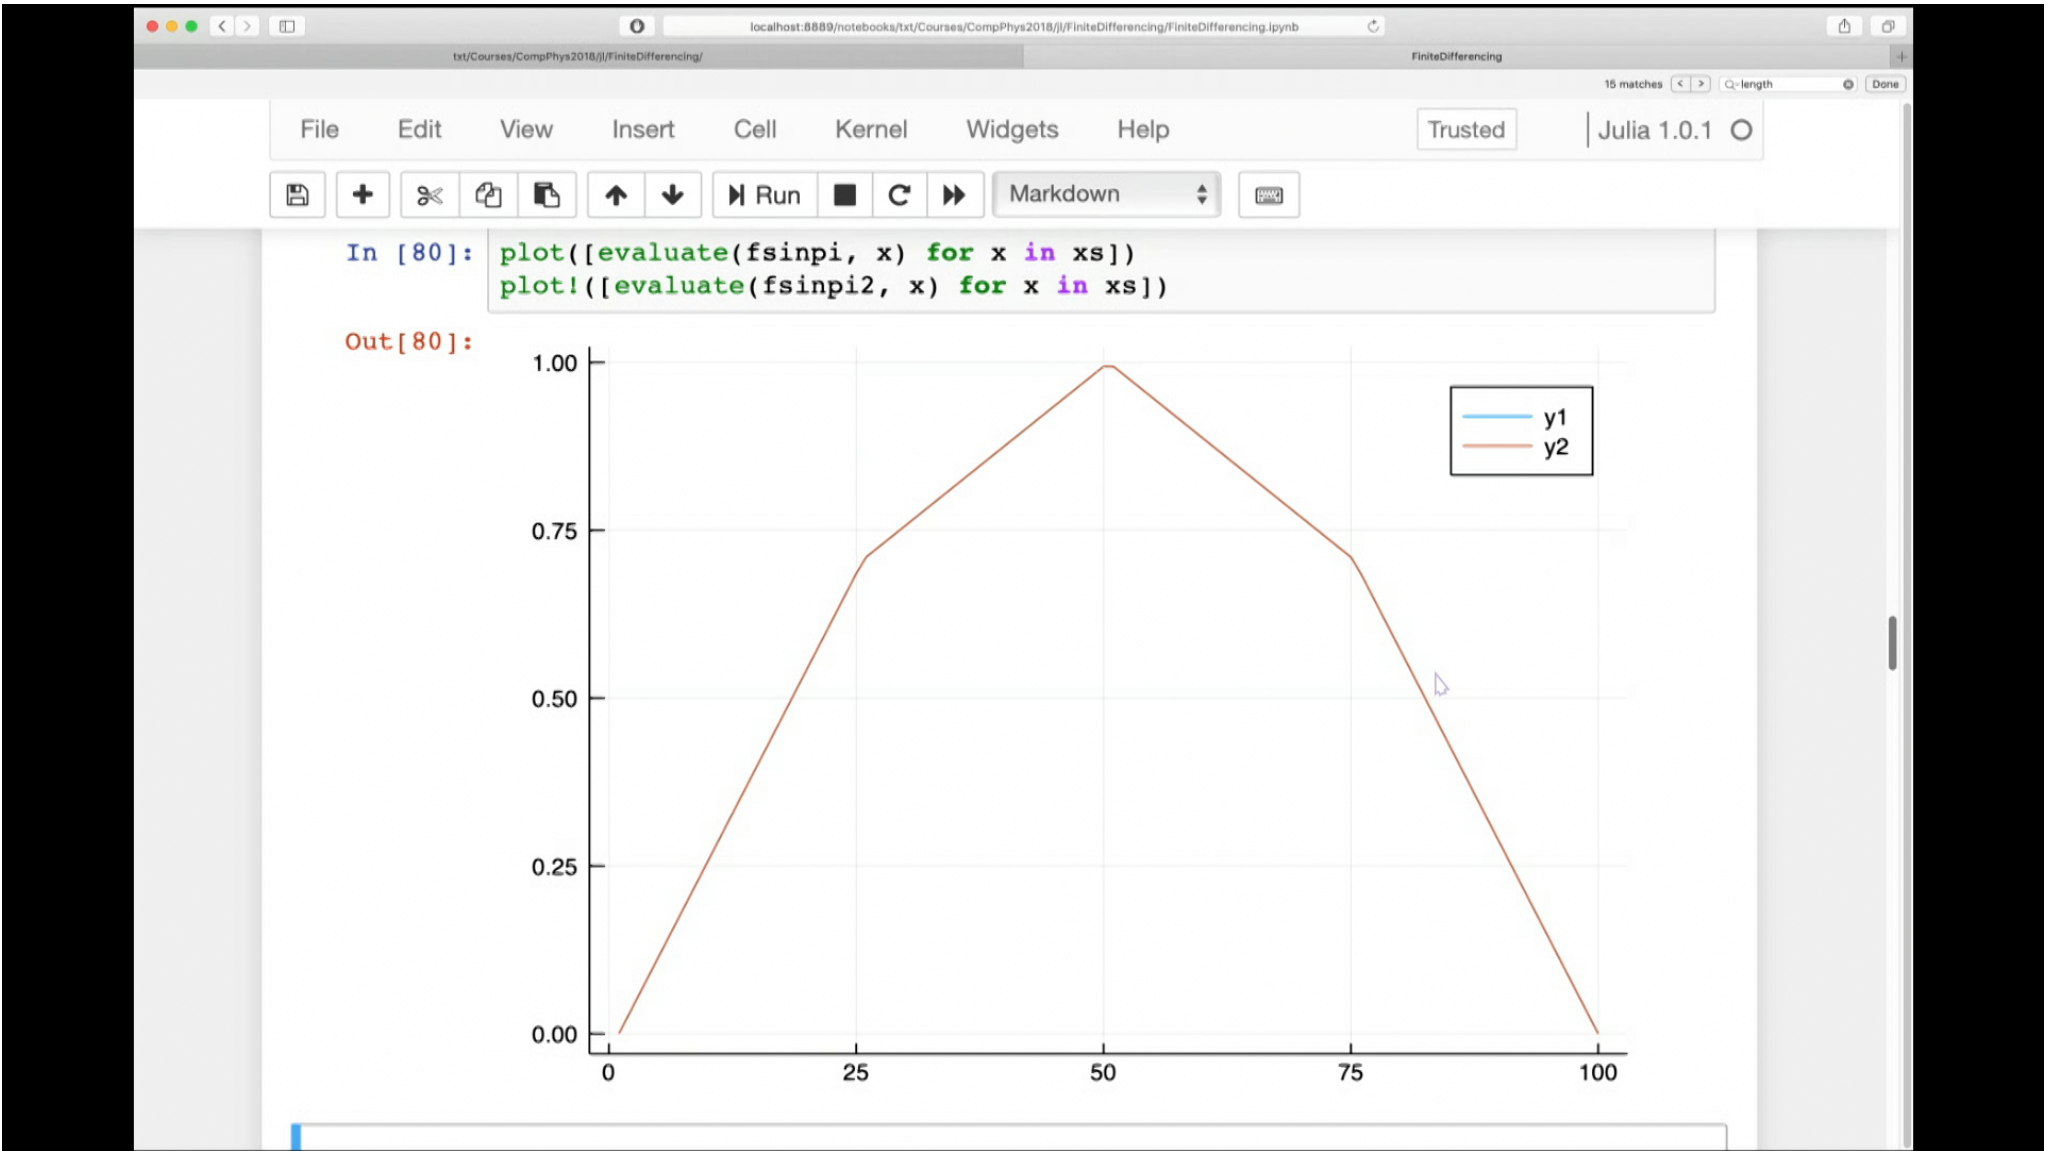 localhost:8889/notebooks/txt/Courses/CompPhys2018/jl/FiniteDifferencing/FiniteDifferencing.ipynb
txt/Courses/CompPhys2018/jl/FiniteDifferencing/
FiniteDifferencing
15 matches
length
Done
File Edit View Insert Cell Kernel Widgets Help
Trusted
Julia 1.0.1
Run
Markdown
In [80]: plot([evaluate(fsinpi, x) for x in xs])
plot!([evaluate(fsinpi2, x) for x in xs])
Out[80]:
1.00
y1
y2
0.75
0.50
0.25
0.00
0 25 50 75 100